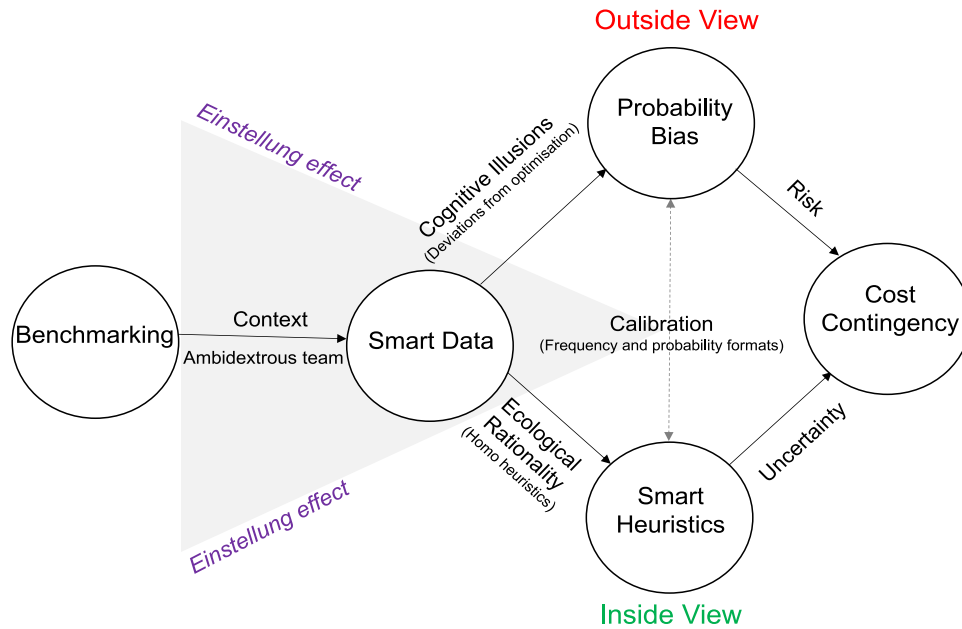 Outside View
Probability
Bias
Einstellung effect
Cognitive Illusions
(Deviations from optimisation)
Risk
Benchmarking
Context
Ambidextrous team
Smart Data
Calibration
(Frequency and probability formats)
Cost
Contingency
Ecological
Rationality
(Homo heuristics)
Uncertainty
Smart
Heuristics
Einstellung effect
Inside View